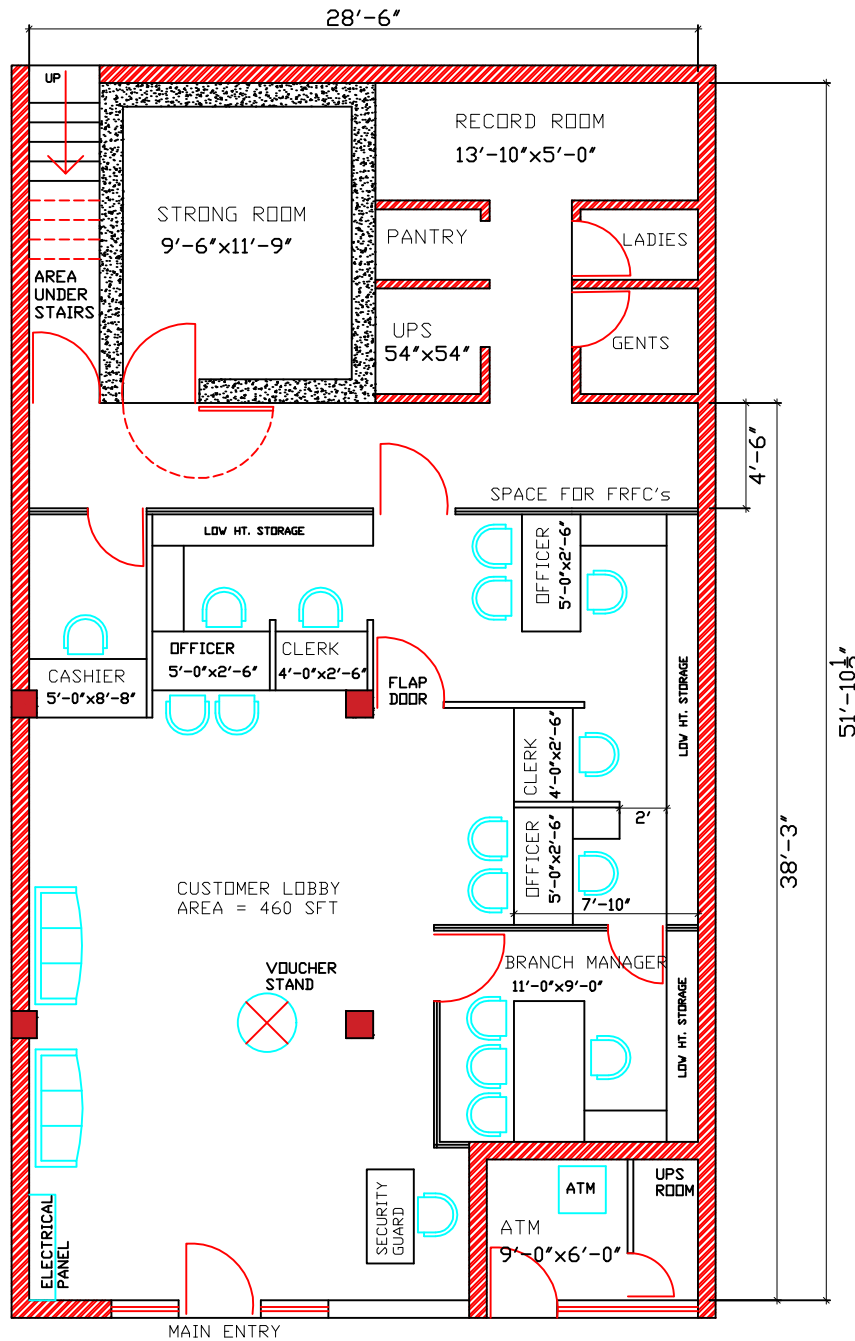 28'-6"
UP
RECORD ROOM
13'-10"x5'-0"
STRONG ROOM
9'-6"x11'-9"
PANTRY
LADIES
AREA
UNDER
STAIRS
UPS
54"x54"
GENTS
4'-6"
SPACE FOR FRFC's
LOW HT. STORAGE
OFFICER
5'-0"x2'-6"
OFFICER
5'-0"x2'-6"
CLERK
4'-0"x2'-6"
CASHIER
5'-0"x8'-8"
FLAP
DOOR
LOW HT. STORAGE
51'-10 1/8"
CLERK
4'-0"x2'-6"
2'
OFFICER
5'-0"x2'-6"
38'-3"
CUSTOMER LOBBY
AREA = 460 SFT
7'-10"
VOUCHER
STAND
BRANCH MANAGER
11'-0"x9'-0"
LOW HT. STORAGE
ATM
UPS
ROOM
SECURITY
GUARD
ATM
9'-0"x6'-0"
ELECTRICAL
PANEL
MAIN ENTRY